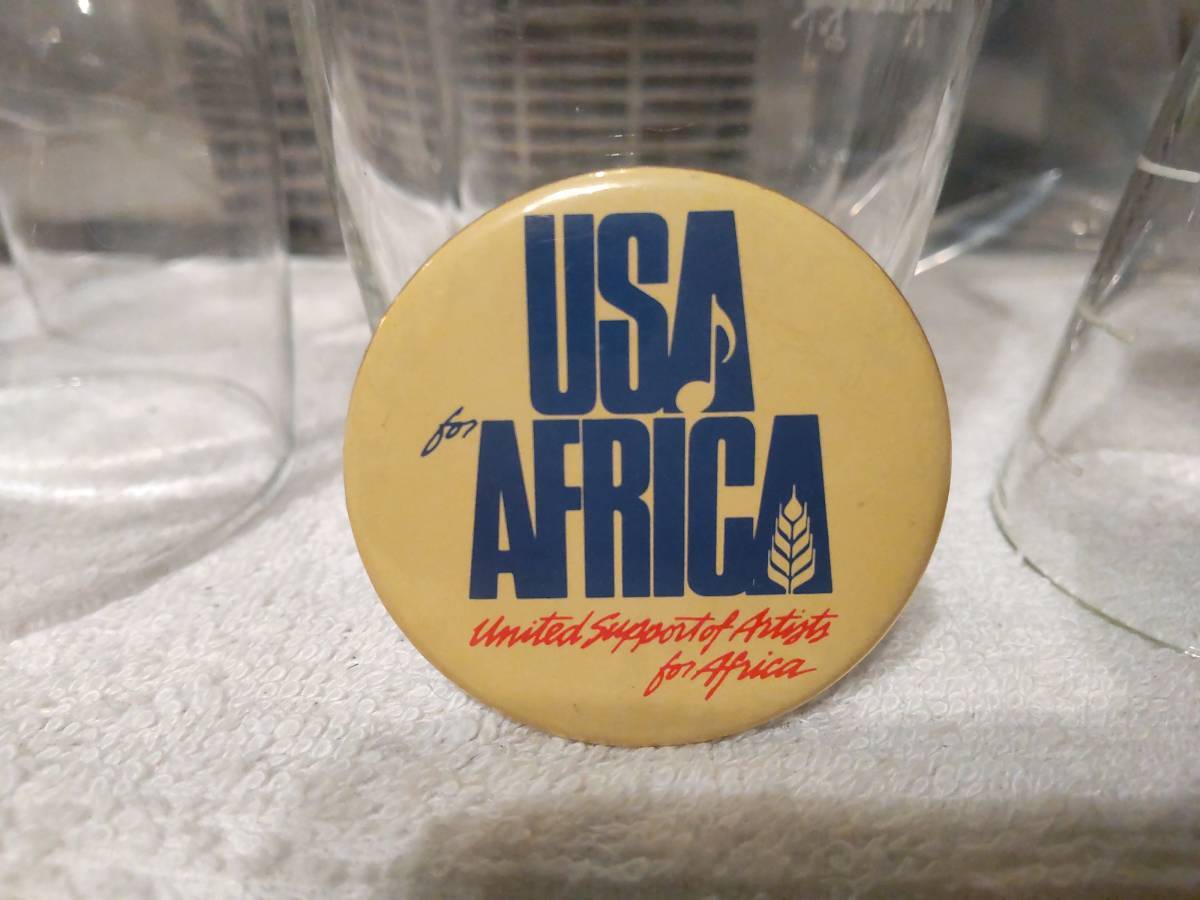 USA
for
AFRICA
United Support of Artists
for Africa